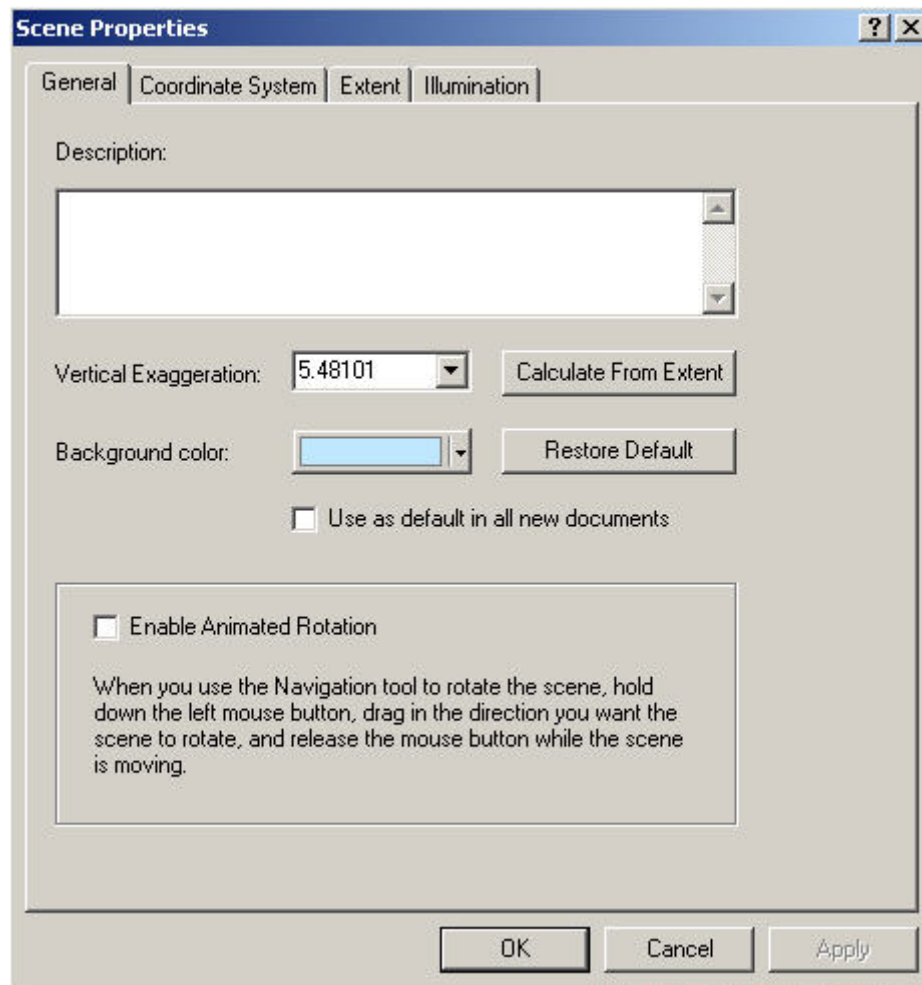 Scene Properties
General Coordinate System Extent Illumination
Description:
Vertical Exaggeration: 5.48101 Calculate From Extent
Background color: Restore Default
Use as default in all new documents
Enable Animated Rotation
When you use the Navigation tool to rotate the scene, hold
down the left mouse button, drag in the direction you want the
scene to rotate, and release the mouse button while the scene
is moving.
OK Cancel Apply